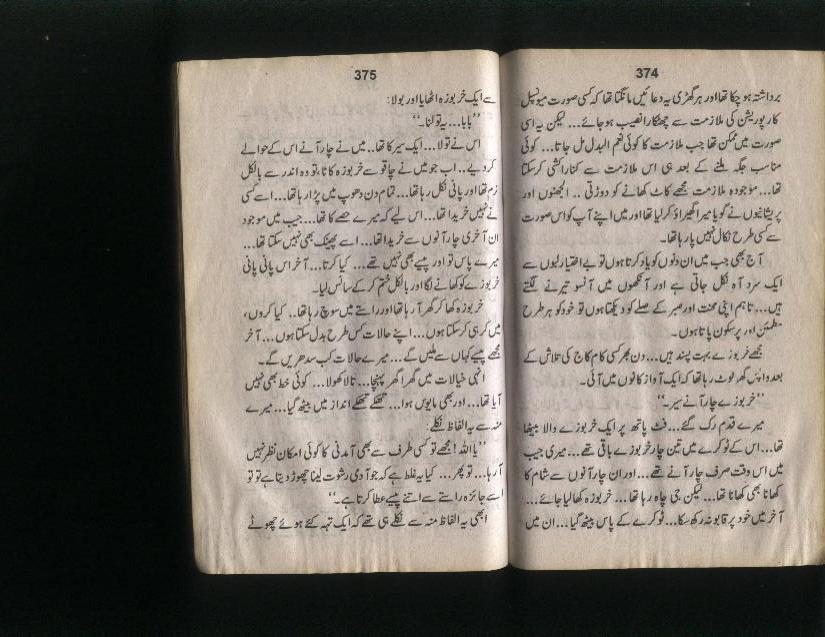 374
برداشتہ ہو چکا تھا اور ہر گھڑی یہ دعائیں مانگتا تھا کہ کسی صورت میونسپل
کارپوریشن کی ملازمت سے چھٹکارا نصیب ہو جائے... لیکن یہ اسی
صورت میں ممکن تھا جب ملازمت کا کوئی نعم البدل مل جاتا... کوئی
مناسب جگہ ملنے کے بعد ہی اس ملازمت سے کنارا کشی کر سکتا
تھا... موجودہ ملازمت مجھے کاٹ کھانے کو دوڑتی .. الجھنوں اور
پریشانیوں نے گویا میرا گھیراؤ کر لیا تھا اور میں اپنے آپ کو اس صورت
سے کسی طرح نکال نہیں پا رہا تھا۔
آج بھی جب میں ان دنوں کو یاد کرتا ہوں تو بے اختیار لبوں سے
ایک سرد آہ نکل جاتی ہے اور آنکھوں میں آنسو تیرنے لگتے
ہیں... تاہم اپنی محنت اور صبر کے صلے کو دیکھتا ہوں تو خود کو ہر طرح
مطمئن اور پرسکون پاتا ہوں۔
مجھے خربوزے بہت پسند ہیں... دن بھر کسی کام کاج کی تلاش کے
بعد واپس گھر لوٹ رہا تھا کہ ایک آواز کانوں میں آئی۔
’’خربوزے چار آنے سیر۔‘‘
میرے قدم رک گئے... فٹ پاتھ پر ایک خربوزے والا بیٹھا
تھا... اس کے ٹوکرے میں تین چار خربوزے باقی تھے... میری جیب
میں اس وقت صرف چار آنے تھے... اور ان چار آنوں سے شام کا
کھانا بھی کھانا تھا... لیکن جی چاہ رہا تھا... خربوزہ کھا لیا جائے...
آخر میں خود پر قابو نہ رکھ سکا... ٹوکرے کے پاس بیٹھ گیا... ان میں
375
سے ایک خربوزہ اٹھایا اور بولا:
’’بابا... یہ تولنا۔‘‘
اس نے تولا... ایک سیر کا تھا.. میں نے چار آنے اس کے حوالے
کر دیے.. اب جو میں نے چاقو سے خربوزہ کاٹا، تو وہ اندر سے بالکل
نرم تھا اور پانی نکل رہا تھا... تمام دن دھوپ میں پڑا رہا تھا... اسے کسی
نے نہیں خریدا تھا... اس لیے کہ میرے حصے کا تھا... جیب میں موجود
ان آخری چار آنوں سے خریدا تھا... اسے پھینک بھی نہیں سکتا تھا...
میرے پاس تو اور پیسے بھی نہیں تھے... کیا کرتا... آخر اس پانی پانی
خربوزے کو کھانے لگا اور بالکل ختم کر کے سانس لیا۔
خربوزہ کھا کر گھر آ رہا تھا اور راستے میں سوچ رہا تھا.. کیا کروں،
میں کر ہی کر سکتا ہوں... اپنے حالات کس طرح بدل سکتا ہوں... آخر
مجھے پیسے کہاں سے ملیں گے... میرے حالات کب سدھریں گے۔
انہی خیالات میں گھرا گھر پہنچا... تالا کھولا... کوئی خط بھی نہیں
آیا تھا... اور بھی مایوس ہوا... تھکے تھکے انداز میں بیٹھ گیا... میرے
منہ سے یہ الفاظ نکلے:
’’یا اللہ! مجھے تو کسی طرف سے بھی آمدنی کا کوئی امکان نظر نہیں
آ رہا... تو پھر... کیا یہ غلط ہے کہ جو آدمی رشوت لینا چھوڑ دیتا ہے تو تو
اسے جائز راستے سے اتنے پیسے عطا کرتا ہے۔‘‘
ابھی یہ الفاظ منہ سے نکلے ہی تھے کہ ایک تہہ کئے ہوئے چھوٹے